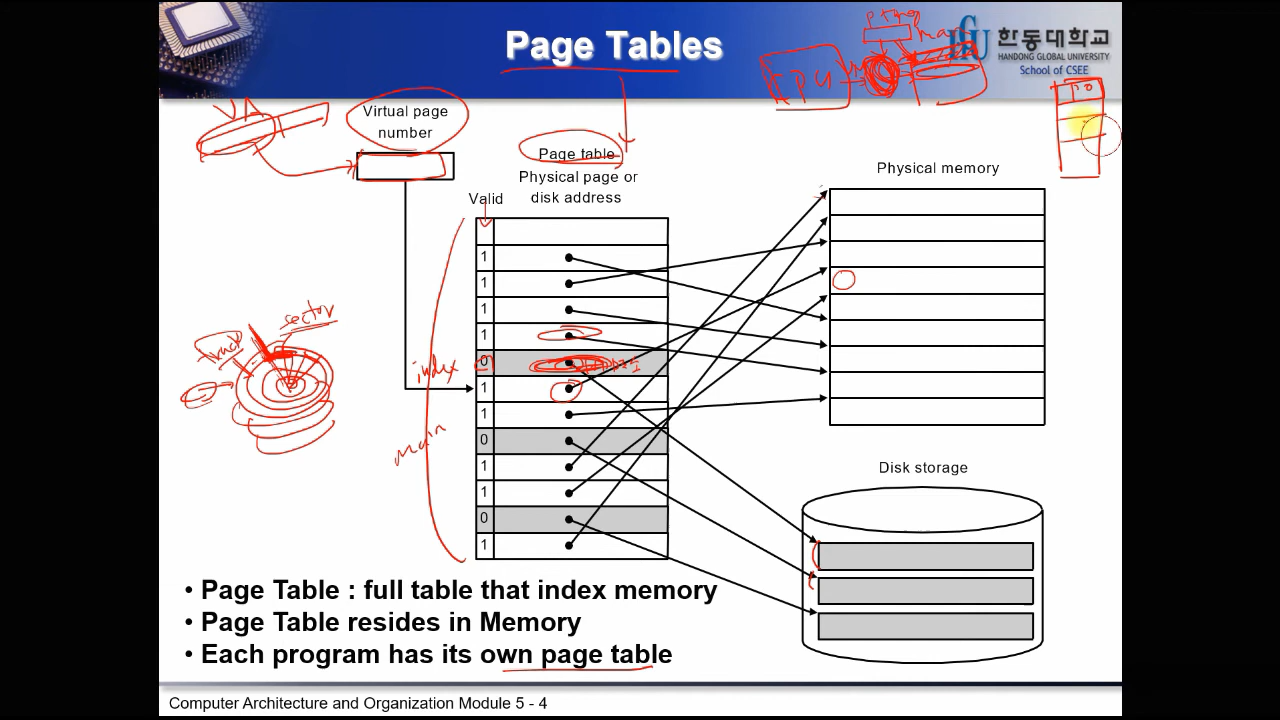 Page Tables
한동대학교
HANDONG GLOBAL UNIVERSITY
School of CSEE
CPU
VA
Virtual page
number
Page table
Physical page or
disk address
Valid
Physical memory
1
1
1
1
0
1
1
0
1
1
0
1
sector
track
index
main
Disk storage
• Page Table : full table that index memory
• Page Table resides in Memory
• Each program has its own page table
Computer Architecture and Organization Module 5 - 4